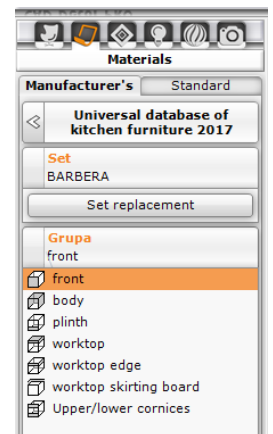 Materials
Manufacturer's Standard
Universal database of
kitchen furniture 2017
Set
BARBERA
Set replacement
Grupa
front
front
body
plinth
worktop
worktop edge
worktop skirting board
Upper/lower cornices